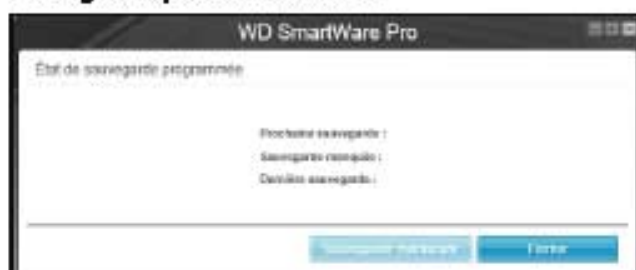 WD SmartWare Pro
État de sauvegarde programmée
Prochaine sauvegarde :
Sauvegarde manquée :
Dernière sauvegarde :
Fermer